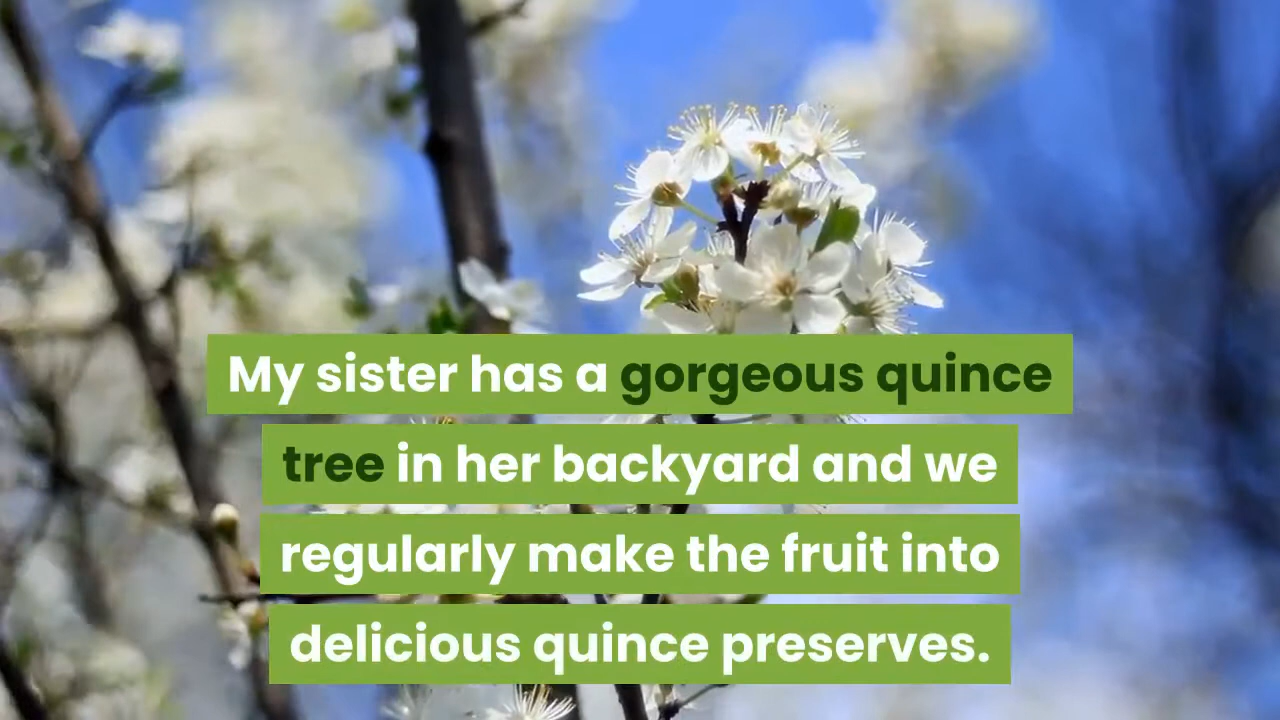 My sister has a gorgeous quince
tree in her backyard and we
regularly make the fruit into
delicious quince preserves.